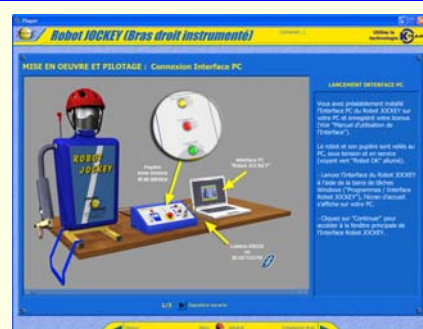 Player
Robot JOCKEY (Bras droit instrumenté)
Utilise la
technologie
MISE EN OEUVRE ET PILOTAGE : Connexion Interface PC
LANCEMENT INTERFACE PC
Vous avez préalablement installé
l'Interface PC du Robot JOCKEY sur
votre PC et enregistré votre licence
(Voir "Manuel d'utilisation de
l'Interface").
Le robot et son pupitre sont reliés au
PC, sous tension et en service
(voyant vert "Robot OK" allumé).
- Lancer l'Interface du Robot JOCKEY
à l'aide de la barre de tâches
Windows ("Programmes / Interface
Robot JOCKEY"), l'écran d'accueil
s'affiche sur votre PC.
- Cliquez sur "Continuer" pour
accéder à la fenêtre principale de
l'Interface Robot JOCKEY.
ROBOT
JOCKEY
Pupitre
sous tension
et en service
Interface PC
"Robot JOCKEY"
Liaison RS232
ou
BLUETOOTH
1/3
Diapositive suivante